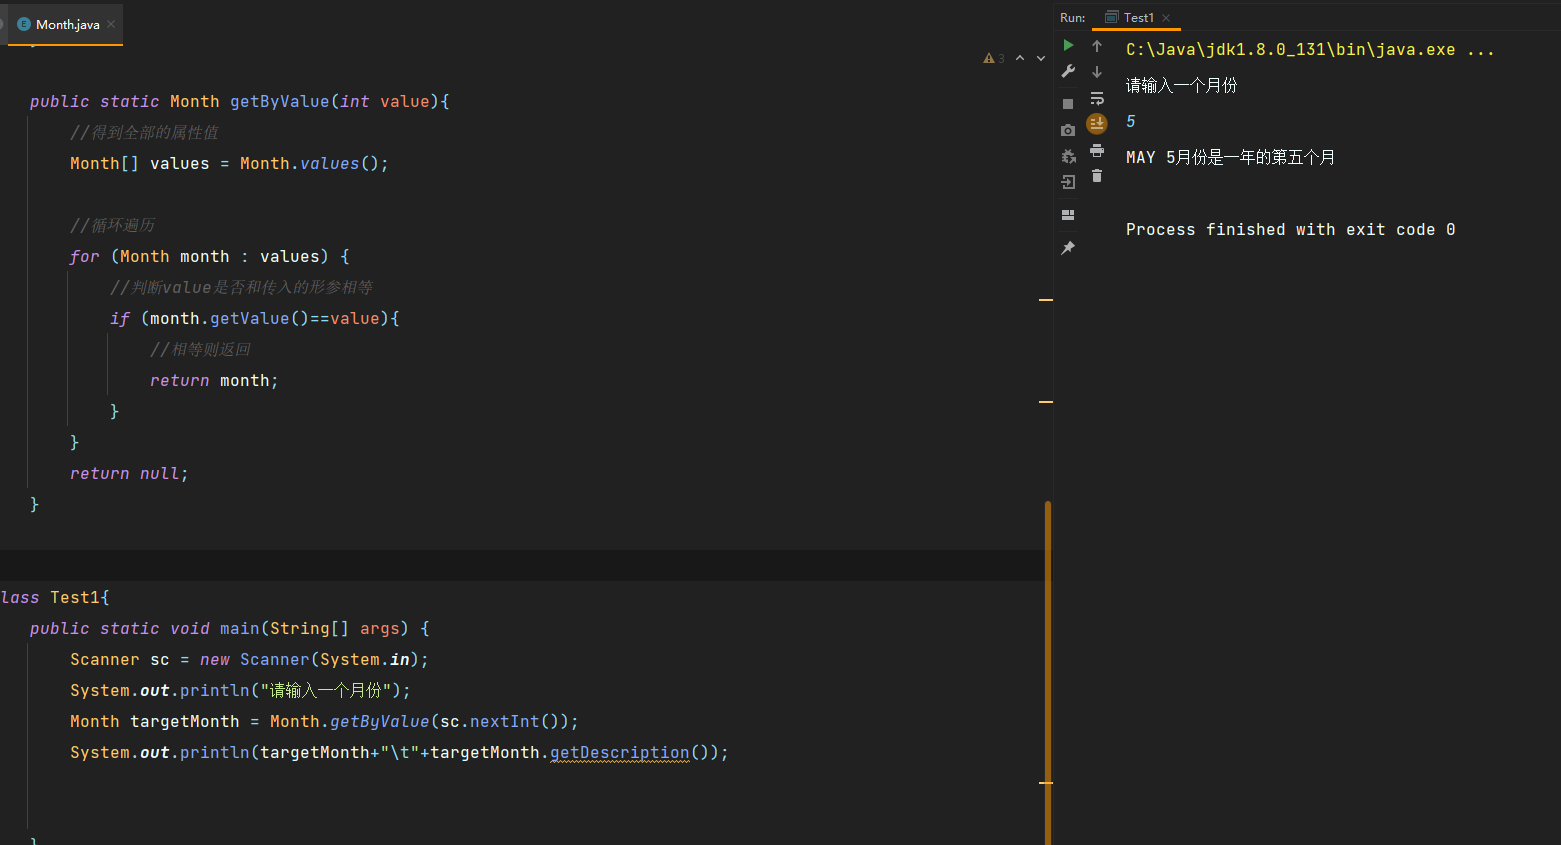 Month.java
3
public static Month getByValue(int value){
//得到全部的属性值
Month[] values = Month.values();
//循环遍历
for (Month month : values) {
//判断value是否和传入的形参相等
if (month.getValue()==value){
//相等则返回
return month;
}
}
return null;
}
lass Test1{
public static void main(String[] args) {
Scanner sc = new Scanner(System.in);
System.out.println("请输入一个月份");
Month targetMonth = Month.getByValue(sc.nextInt());
System.out.println(targetMonth+"\t"+targetMonth.getDescription());
}
Run:
Test1
C:\Java\jdk1.8.0_131\bin\java.exe ...
请输入一个月份
5
MAY 5月份是一年的第五个月
Process finished with exit code 0